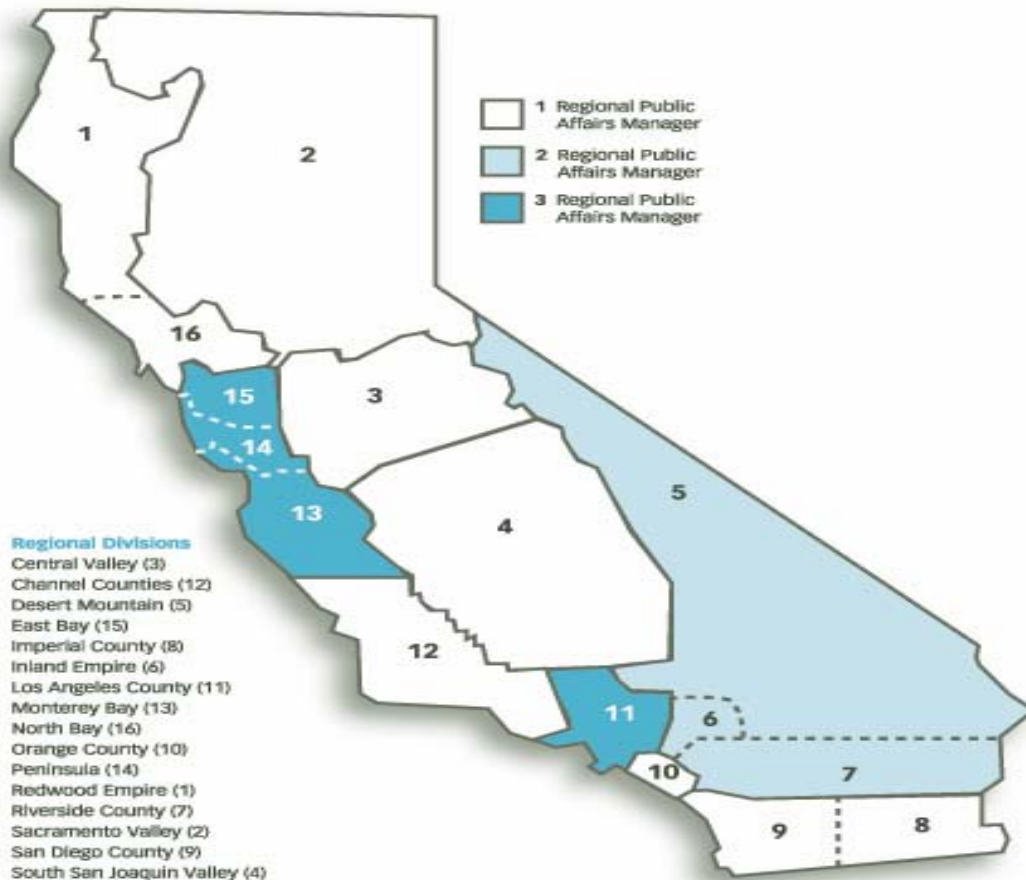 1 Regional Public
Affairs Manager
2 Regional Public
Affairs Manager
3 Regional Public
Affairs Manager
1
2
16
15
3
14
13
5
4
12
11
6
10
7
9
8
Regional Divisions
Central Valley (3)
Channel Counties (12)
Desert Mountain (5)
East Bay (15)
Imperial County (8)
Inland Empire (6)
Los Angeles County (11)
Monterey Bay (13)
North Bay (16)
Orange County (10)
Peninsula (14)
Redwood Empire (1)
Riverside County (7)
Sacramento Valley (2)
San Diego County (9)
South San Joaquin Valley (4)